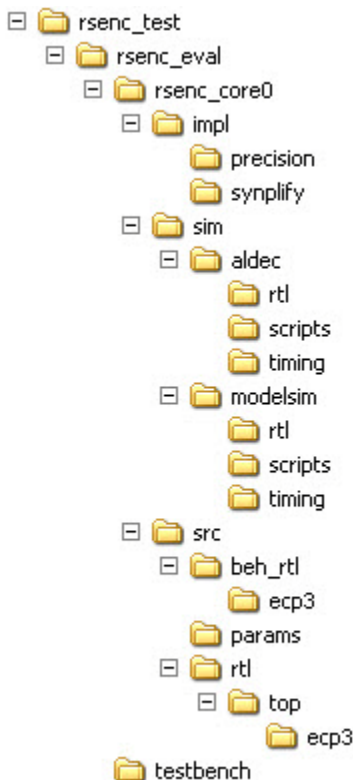 rsenc_test
rsenc_eval
rsenc_core0
impl
precision
synplify
sim
aldec
rtl
scripts
timing
modelsim
rtl
scripts
timing
src
beh_rtl
ecp3
params
rtl
top
ecp3
testbench